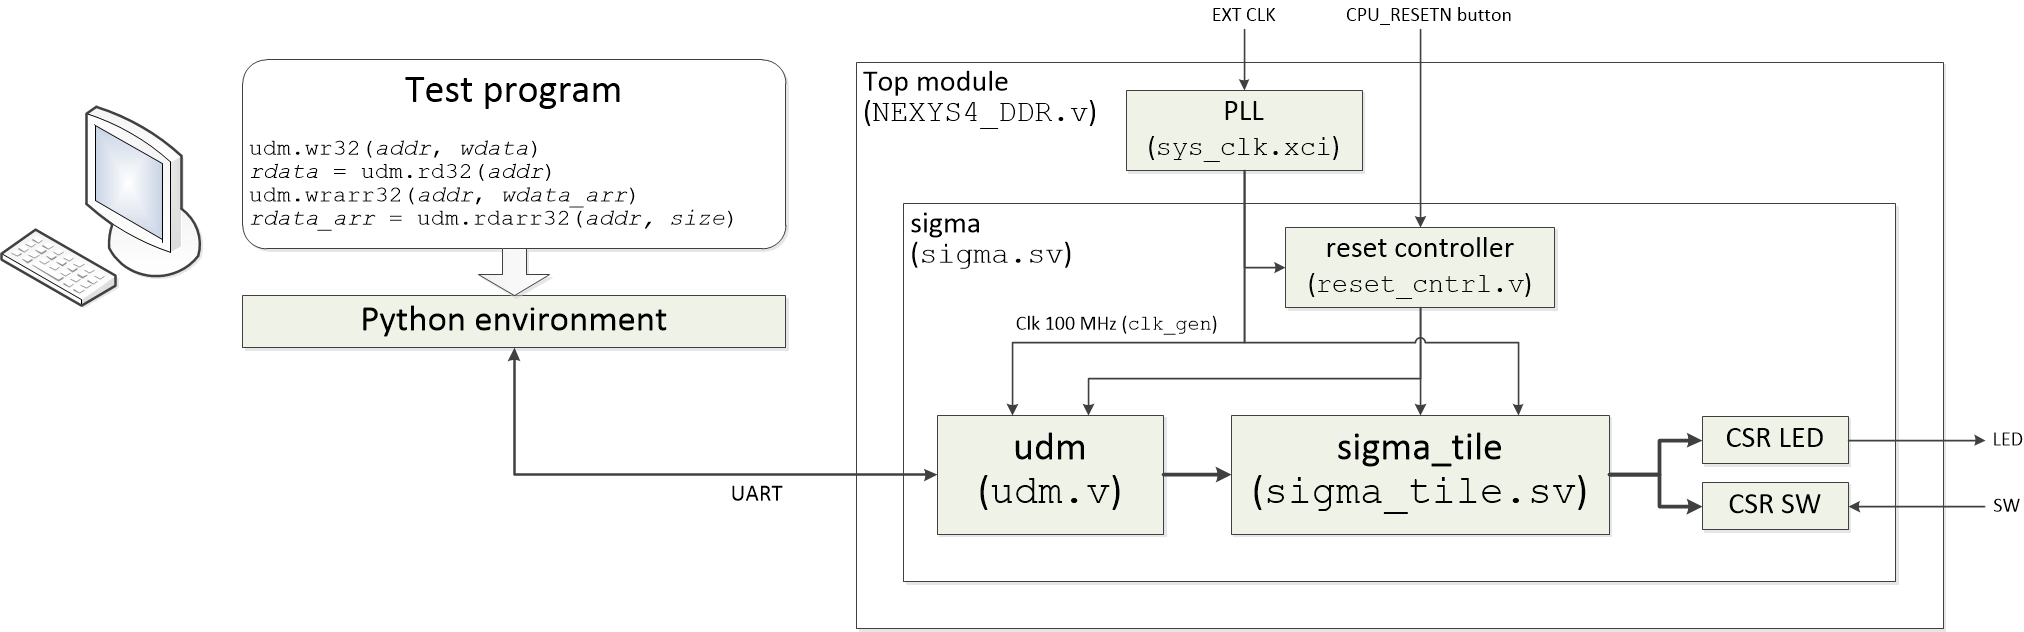 EXT CLK
CPU_RESETN button
Test program
udm.wr32(addr, wdata)
rdata = udm.rd32(addr)
udm.wrarr32(addr, wdata_arr)
rdata_arr = udm.rdarr32(addr, size)
Python environment
UART
Top module
(NEXYS4_DDR.v)
PLL
(sys_clk.xci)
sigma
(sigma.sv)
reset controller
(reset_cntrl.v)
Clk 100 MHz (clk_gen)
udm
(udm.v)
sigma_tile
(sigma_tile.sv)
CSR LED
LED
CSR SW
SW